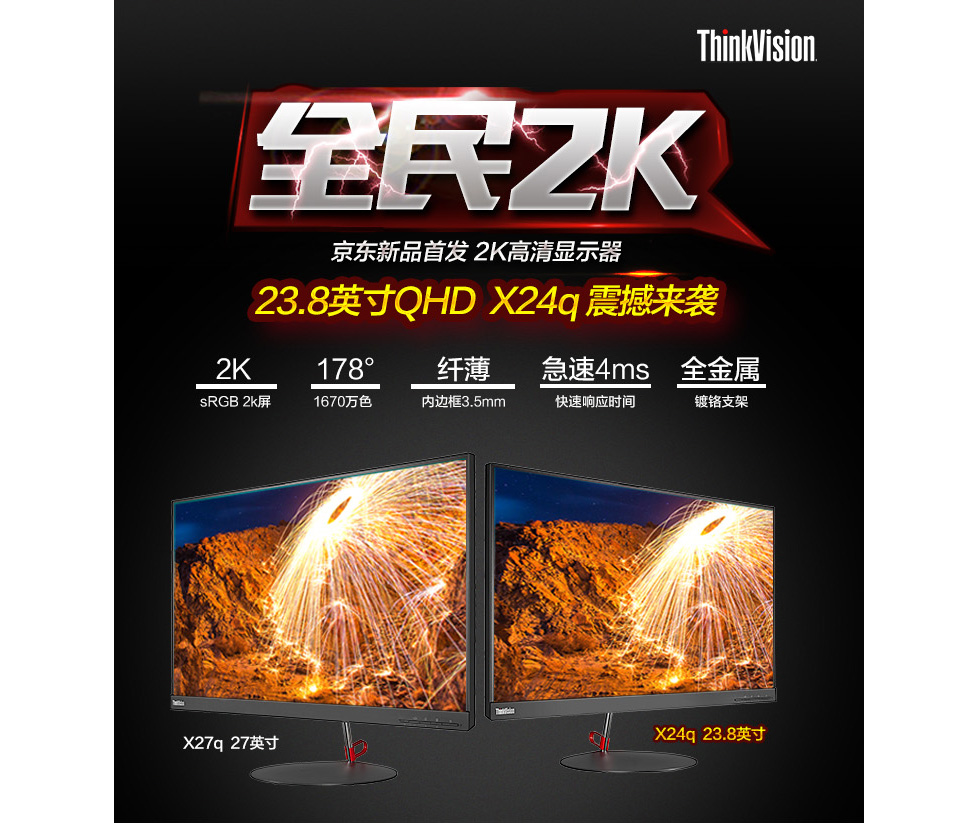 ThinkVision
全民2K
京东新品首发 2K高清显示器
23.8英寸QHD X24q 震撼来袭
2K 178° 纤薄 急速4ms 全金属
sRGB 2k屏 1670万色 内边框3.5mm 快速响应时间 镀铬支架
ThinkVision
ThinkVision
X27q 27英寸
X24q 23.8英寸